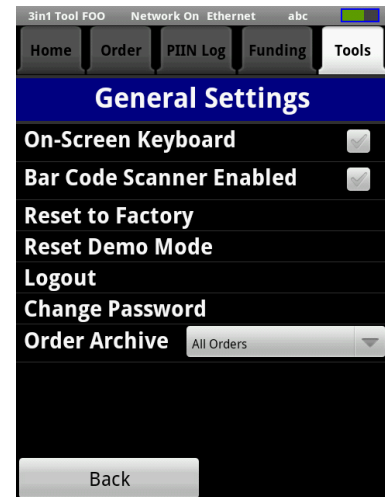 3in1 Tool FOO Network On Ethernet abc
Home Order PIIN Log Funding Tools
General Settings
On-Screen Keyboard
Bar Code Scanner Enabled
Reset to Factory
Reset Demo Mode
Logout
Change Password
Order Archive All Orders
Back